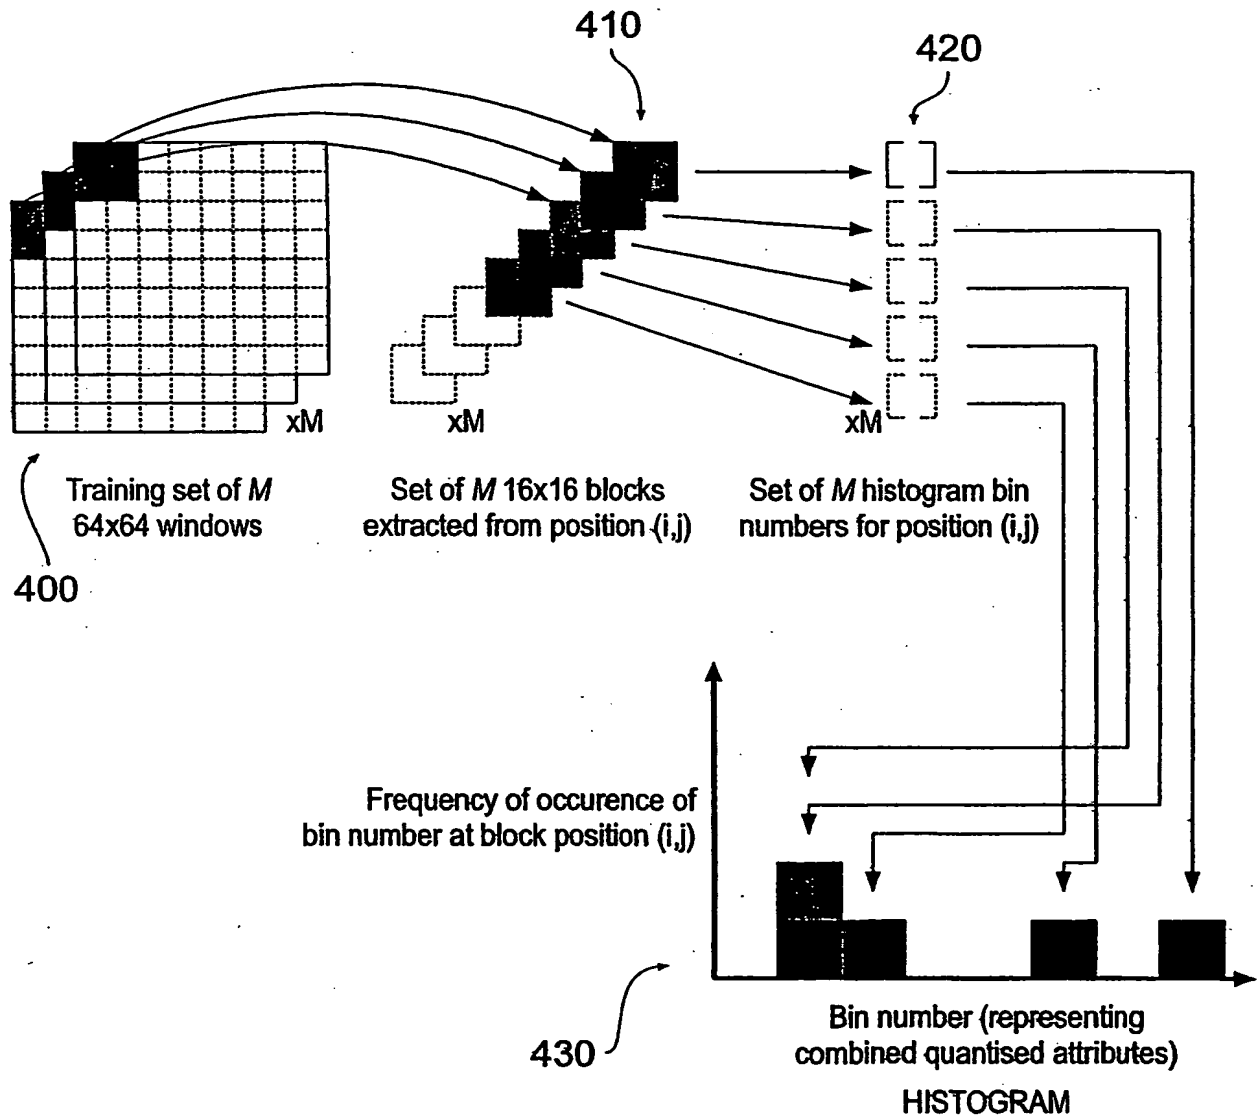 410
420
xM
xM
xM
Training set of M
64x64 windows
Set of M 16x16 blocks
extracted from position (i,j)
Set of M histogram bin
numbers for position (i,j)
400
Frequency of occurence of
bin number at block position (i,j)
430
Bin number (representing
combined quantised attributes)
HISTOGRAM